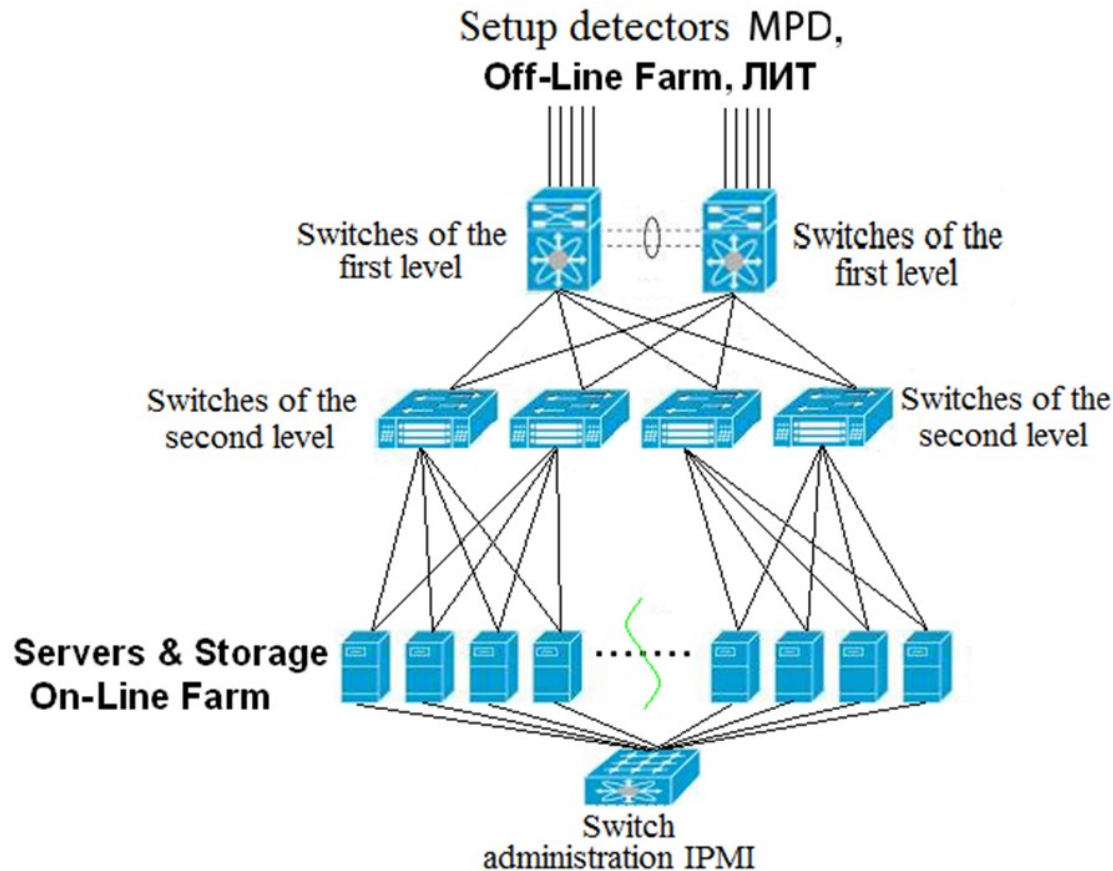 Setup detectors MPD,
Off-Line Farm, ЛИТ
Switches of the
first level
Switches of the
first level
Switches of the
second level
Switches of the
second level
Servers & Storage
On-Line Farm
Switch
administration IPMI